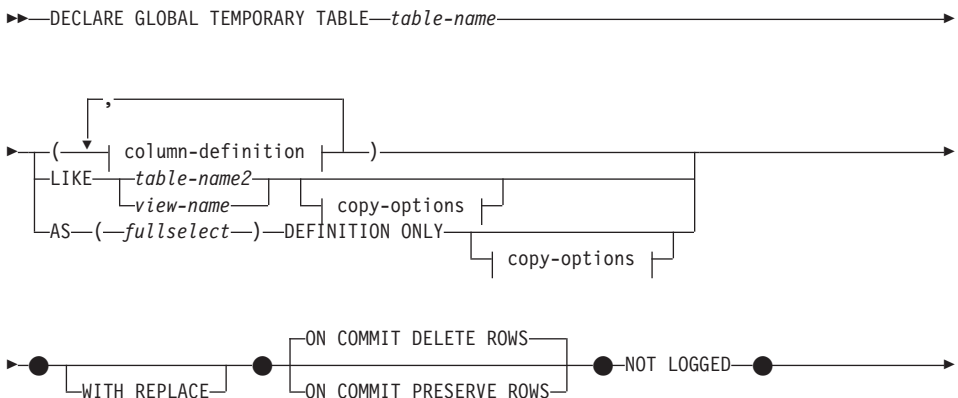 DECLARE GLOBAL TEMPORARY TABLE table-name
,
( column-definition )
LIKE table-name2
view-name copy-options
AS ( fullselect ) DEFINITION ONLY
copy-options
ON COMMIT DELETE ROWS
NOT LOGGED
WITH REPLACE ON COMMIT PRESERVE ROWS